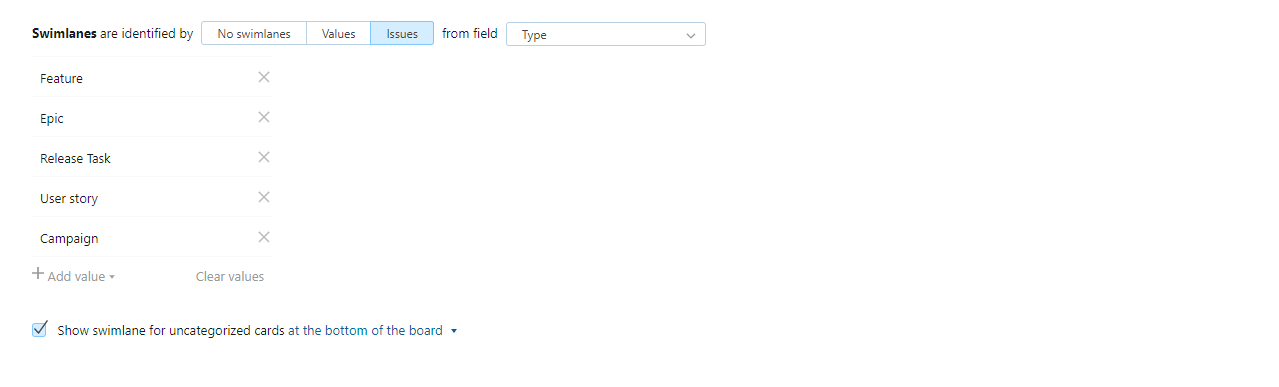 Swimlanes are identified by No swimlanes Values Issues from field Type
Feature
Epic
Release Task
User story
Campaign
Add value Clear values
Show swimlane for uncategorized cards at the bottom of the board